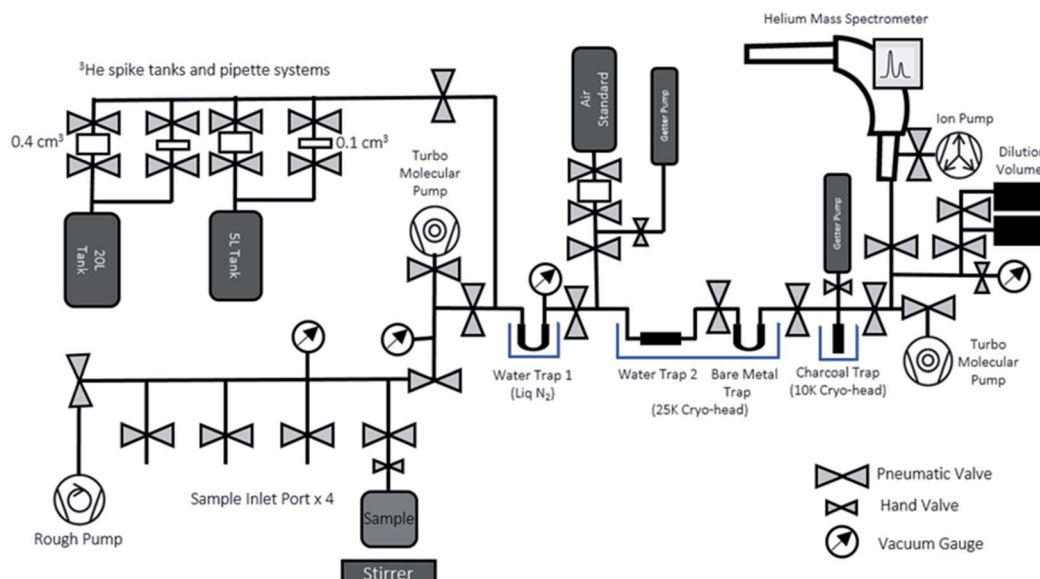 Helium Mass Spectrometer
³He spike tanks and pipette systems
0.4 cm³
0.1 cm³
20L
Tank
5L Tank
Turbo
Molecular
Pump
Air
Standard
Getter Pump
Getter Pump
Ion Pump
Dilution
Volume
Water Trap 1
(Liq N₂)
Water Trap 2
Bare Metal
Trap
(25K Cryo-head)
Charcoal Trap
(10K Cryo-head)
Turbo
Molecular
Pump
Sample Inlet Port x 4
Rough Pump
Sample
Stirrer
Pneumatic Valve
Hand Valve
Vacuum Gauge